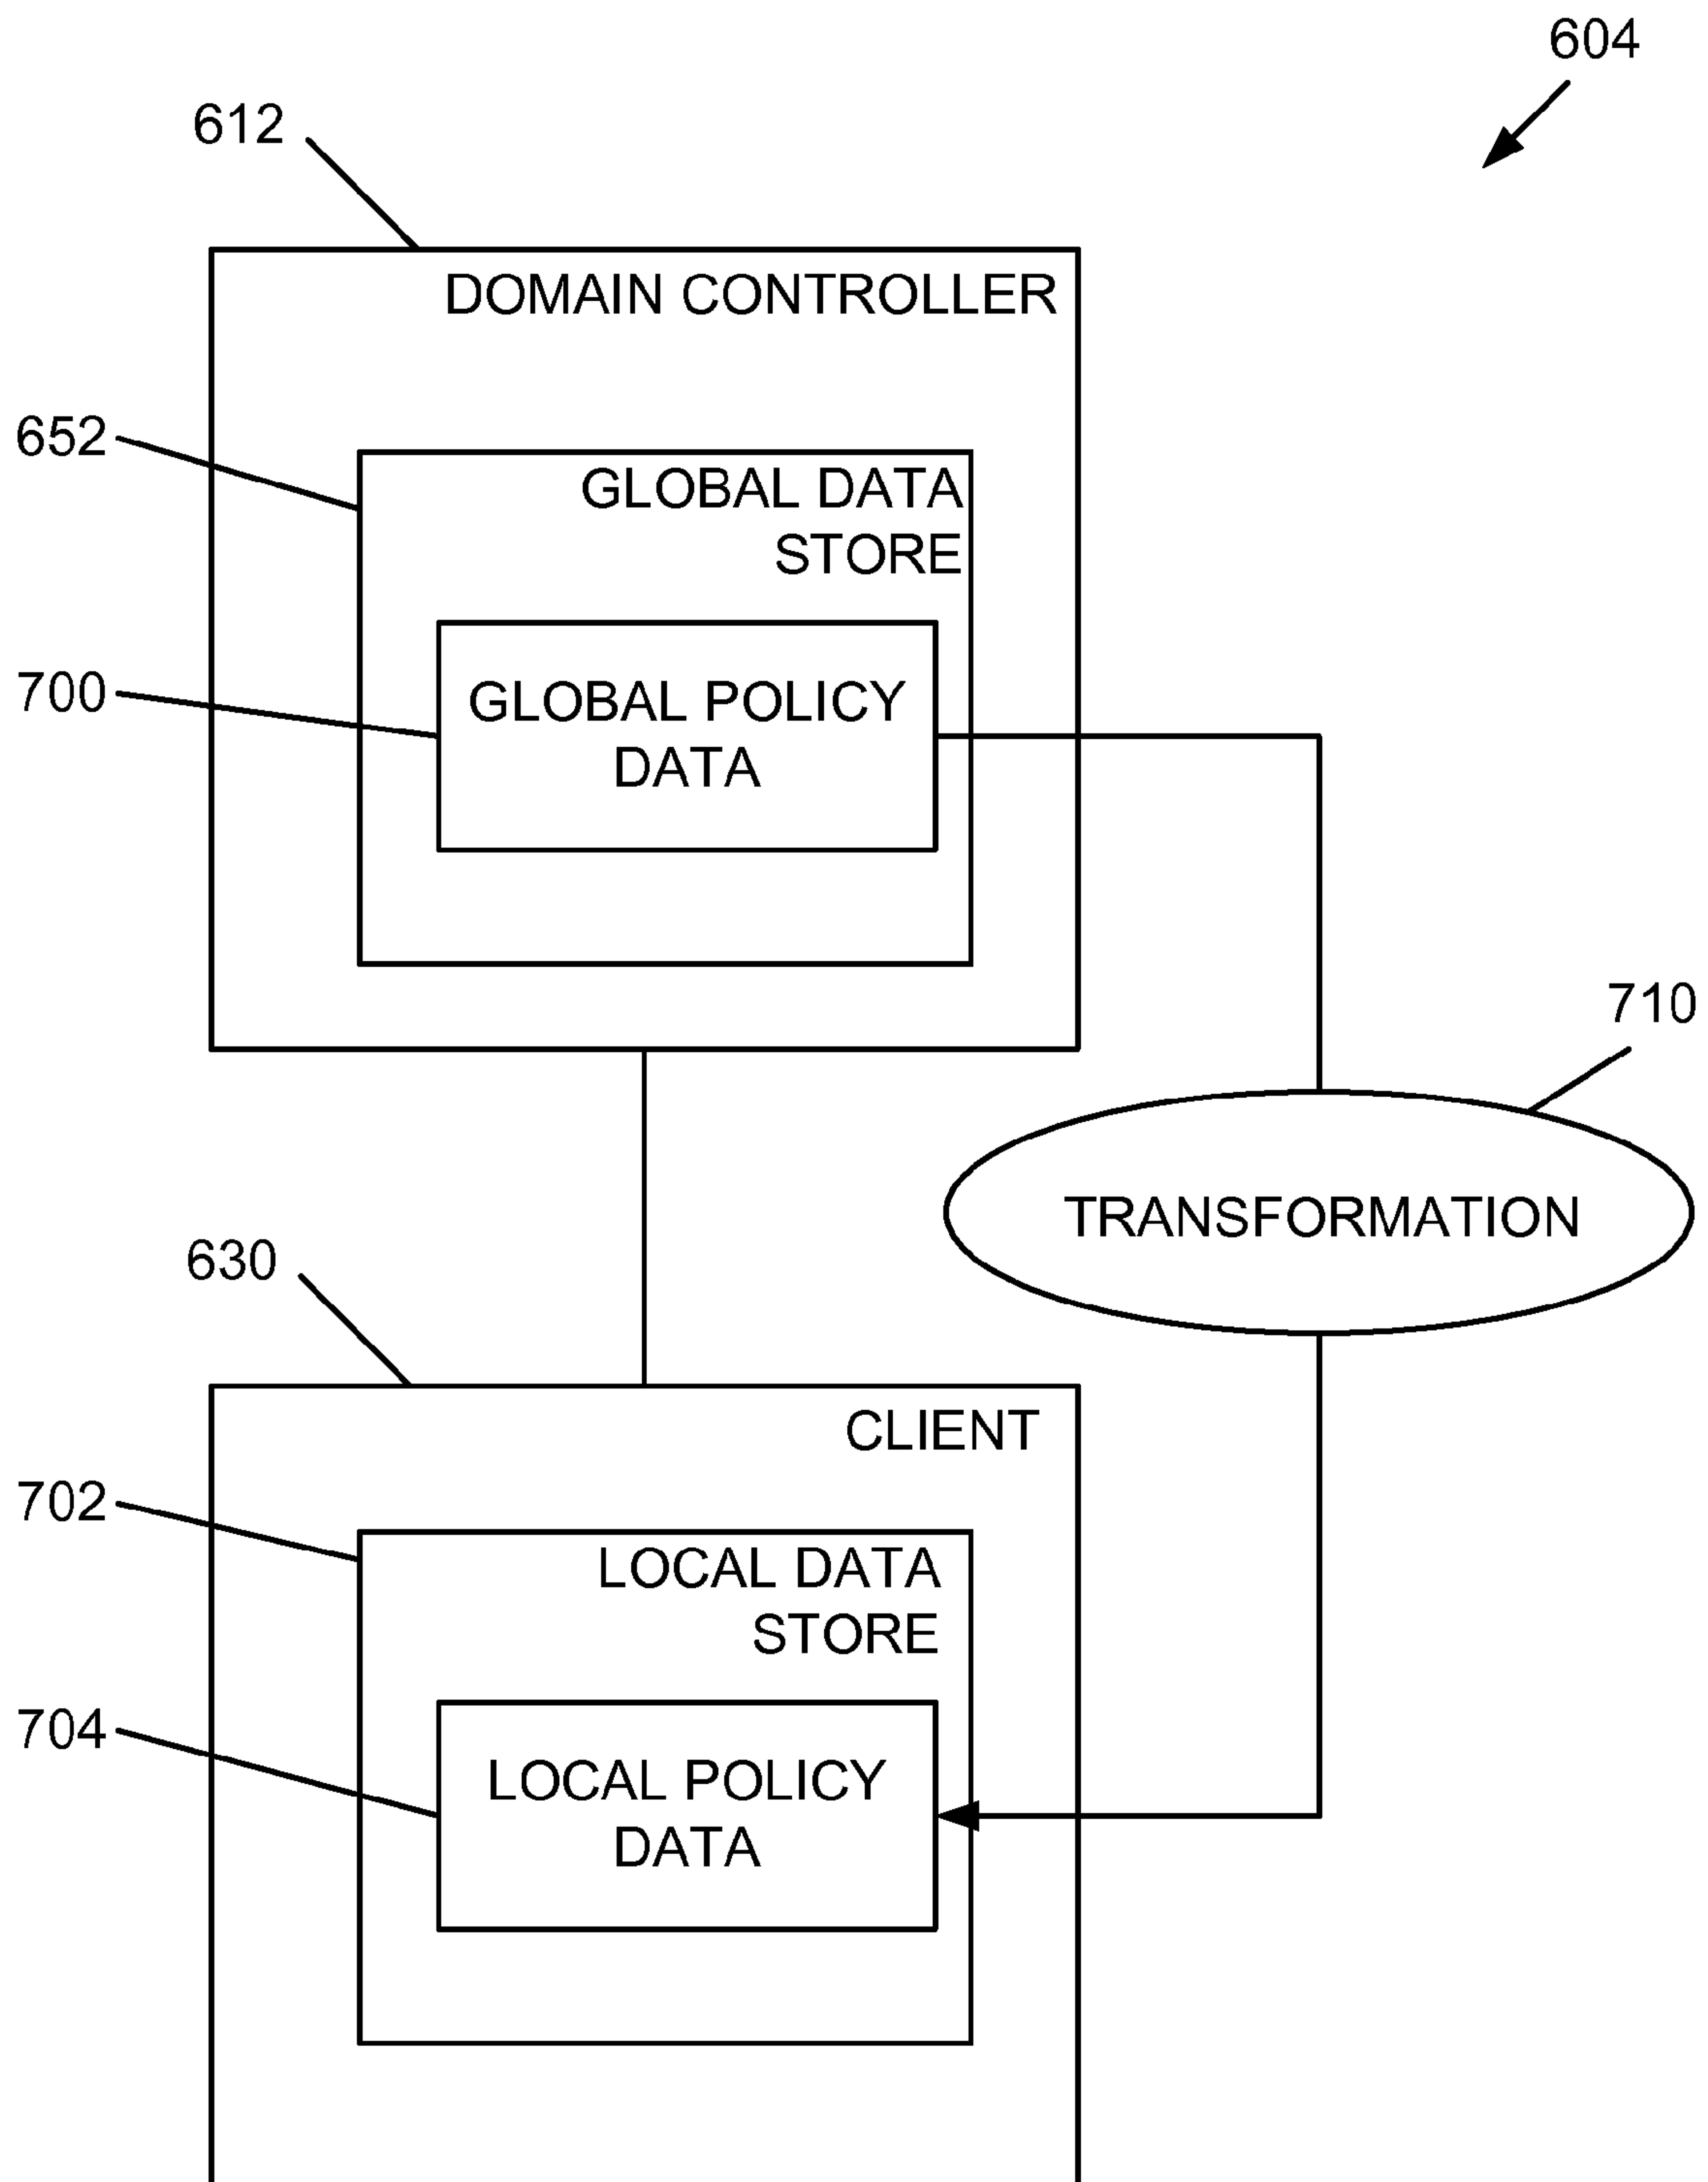 604
612
DOMAIN CONTROLLER
652
GLOBAL DATA
STORE
700
GLOBAL POLICY
DATA
710
TRANSFORMATION
630
CLIENT
702
LOCAL DATA
STORE
704
LOCAL POLICY
DATA